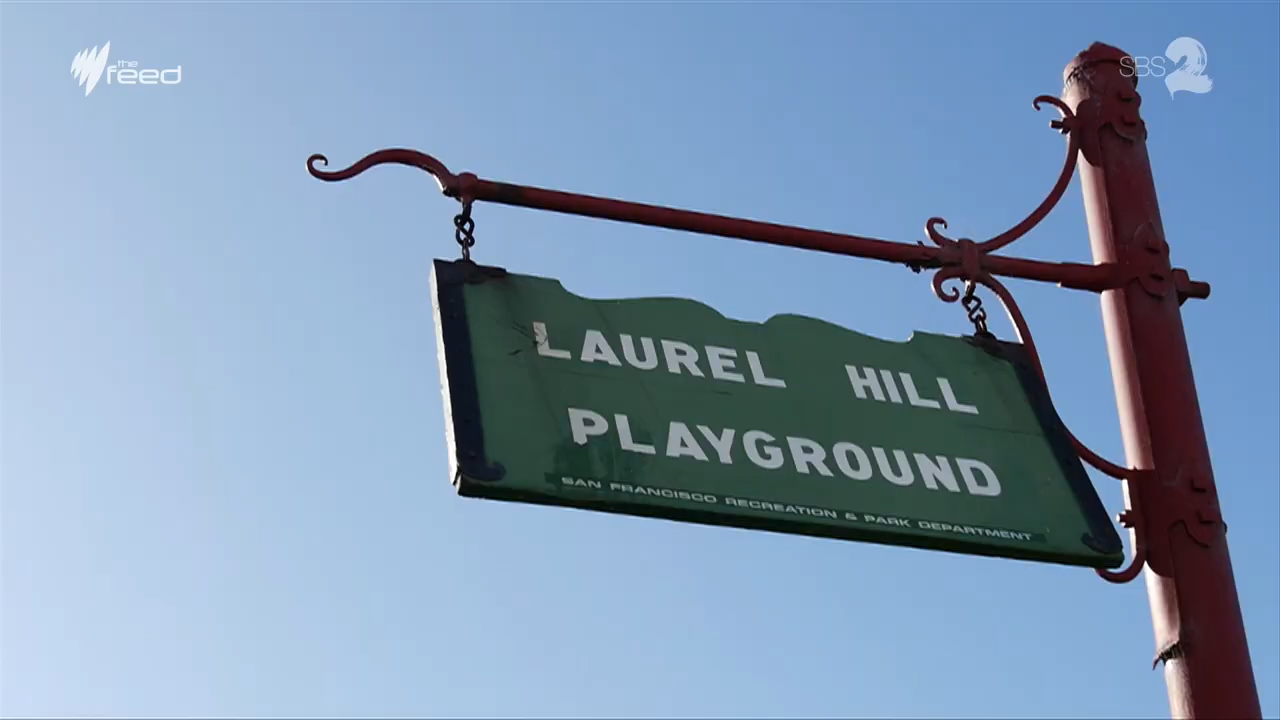 the
feed
SBS 2
LAUREL HILL
PLAYGROUND
SAN FRANCISCO RECREATION & PARK DEPARTMENT